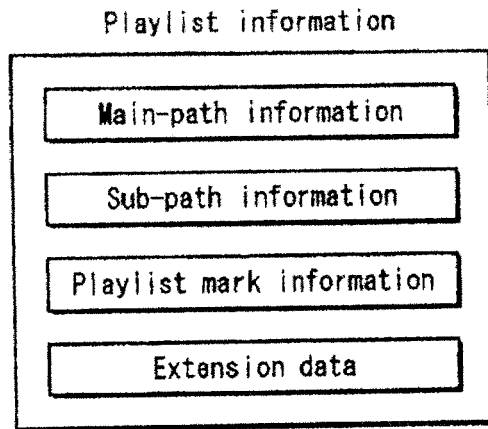 Playlist information
Main-path information
Sub-path information
Playlist mark information
Extension data